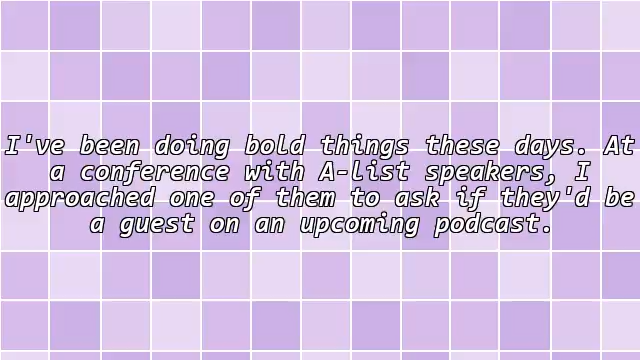 I've been doing bold things these days. At
a conference with A-list speakers, I
approached one of them to ask if they'd be
a guest on an upcoming podcast.